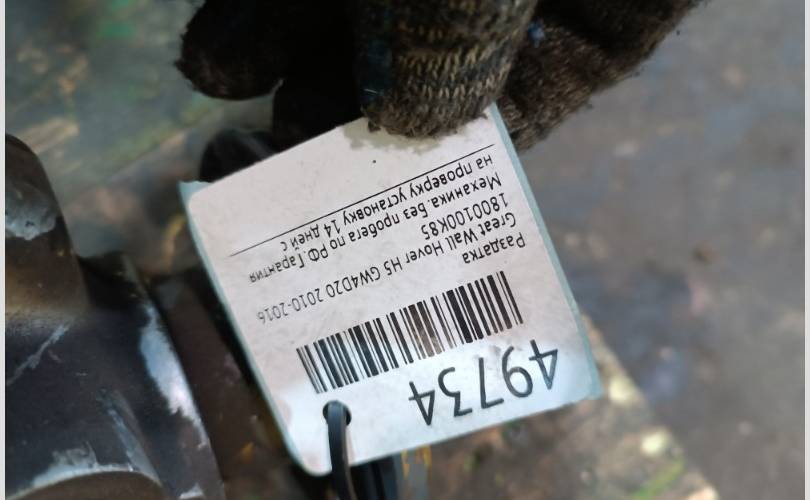 49734
Раздатка
Great Wall Hover H5 GW4D20 2010-2016
1800100K85
Механика. Без пробега по РФ.Гарантия
на проверку установку 14 дней с